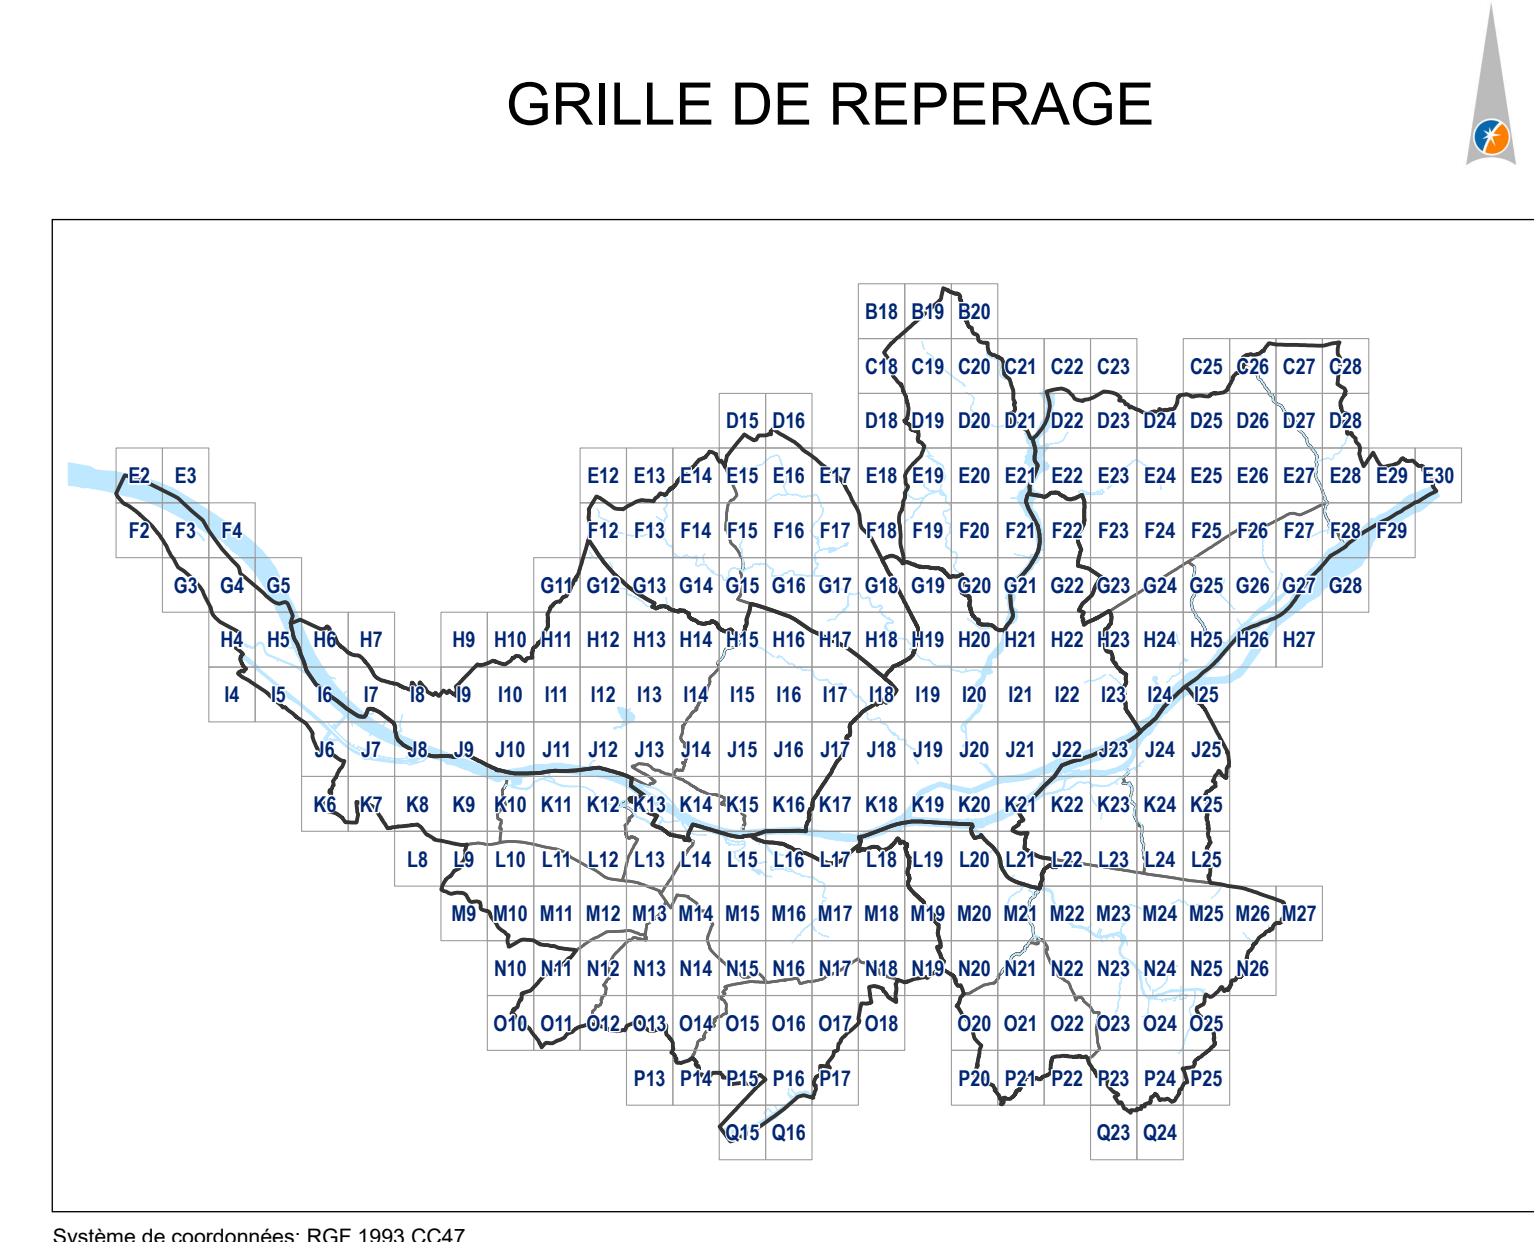 GRILLE DE REPERAGE
B18 B19 B20
C18 C19 C20 C21 C22 C23 C25 C26 C27 C28
D15 D16 D18 D19 D20 D21 D22 D23 D24 D25 D26 D27 D28
E2 E3 E12 E13 E14 E15 E16 E17 E18 E19 E20 E21 E22 E23 E24 E25 E26 E27 E28 E29 E30
F2 F3 F4 F12 F13 F14 F15 F16 F17 F18 F19 F20 F21 F22 F23 F24 F25 F26 F27 F28 F29
G3 G4 G5 G11 G12 G13 G14 G15 G16 G17 G18 G19 G20 G21 G22 G23 G24 G25 G26 G27 G28
H4 H5 H6 H7 H9 H10 H11 H12 H13 H14 H15 H16 H17 H18 H19 H20 H21 H22 H23 H24 H25 H26 H27
I4 I5 I6 I7 I8 I9 I10 I11 I12 I13 I14 I15 I16 I17 I18 I19 I20 I21 I22 I23 I24 I25
J6 J7 J8 J9 J10 J11 J12 J13 J14 J15 J16 J17 J18 J19 J20 J21 J22 J23 J24 J25
K6 K7 K8 K9 K10 K11 K12 K13 K14 K15 K16 K17 K18 K19 K20 K21 K22 K23 K24 K25
L8 L9 L10 L11 L12 L13 L14 L15 L16 L17 L18 L19 L20 L21 L22 L23 L24 L25
M9 M10 M11 M12 M13 M14 M15 M16 M17 M18 M19 M20 M21 M22 M23 M24 M25 M26 M27
N10 N11 N12 N13 N14 N15 N16 N17 N18 N19 N20 N21 N22 N23 N24 N25 N26
O10 O11 O12 O13 O14 O15 O16 O17 O18 O20 O21 O22 O23 O24 O25
P13 P14 P15 P16 P17 P20 P21 P22 P23 P24 P25
Q15 Q16 Q23 Q24
Système de coordonnées: RGF 1993 CC47